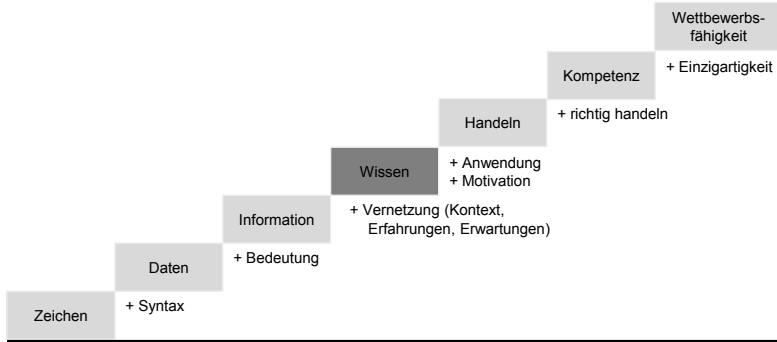 Wettbewerbs-
fähigkeit
Kompetenz
+ Einzigartigkeit
Handeln
+ richtig handeln
Wissen
+ Anwendung
+ Motivation
Information
+ Vernetzung (Kontext,
Erfahrungen, Erwartungen)
Daten
+ Bedeutung
Zeichen
+ Syntax